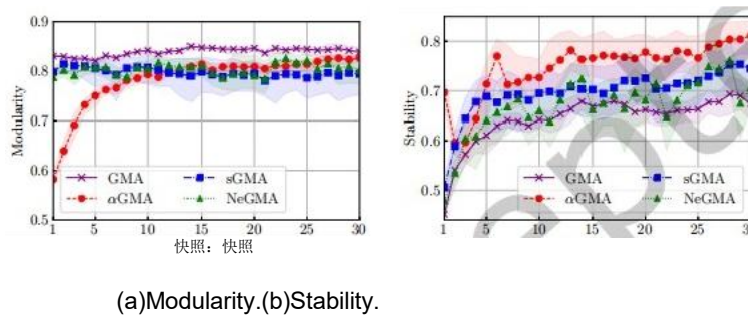 0.9
0.8
0.7
0.6
0.5
Modularity
GMA
αGMA
sGMA
NeGMA
1 5 10 15 20 25 30
快照：快照
0.8
0.7
0.6
0.5
Stability
GMA
αGMA
sGMA
NeGMA
1 5 10 15 20 25 3
(a)Modularity.(b)Stability.